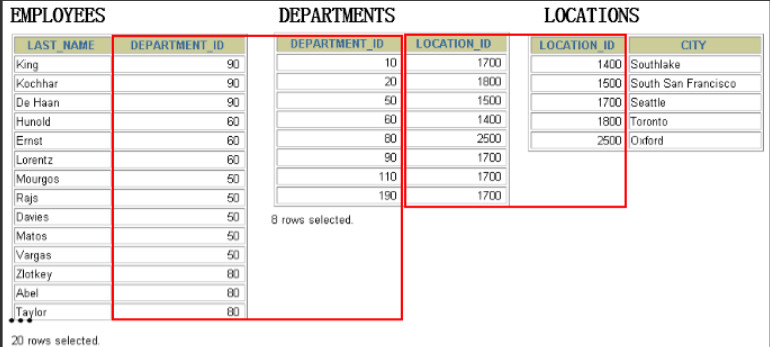 EMPLOYEES
LAST_NAME DEPARTMENT_ID
King 90
Kochhar 90
De Haan 90
Hunold 60
Ernst 60
Lorentz 60
Mourgos 50
Rajs 50
Davies 50
Matos 50
Vargas 50
Zlotkey 80
Abel 80
Taylor 80
...
20 rows selected.
DEPARTMENTS
DEPARTMENT_ID LOCATION_ID
10 1700
20 1800
50 1500
60 1400
80 2500
90 1700
110 1700
190 1700
8 rows selected.
LOCATIONS
LOCATION_ID CITY
1400 Southlake
1500 South San Francisco
1700 Seattle
1800 Toronto
2500 Oxford